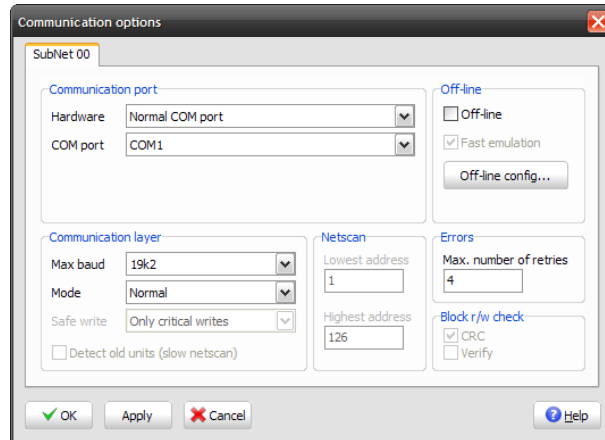 Communication options
SubNet 00
Communication port
Hardware
Normal COM port
COM port
COM1
Off-line
Off-line
Fast emulation
Off-line config...
Communication layer
Max baud
19k2
Mode
Normal
Safe write
Only critical writes
Detect old units (slow netscan)
Netscan
Lowest address
1
Highest address
126
Errors
Max. number of retries
4
Block r/w check
CRC
Verify
OK
Apply
Cancel
Help